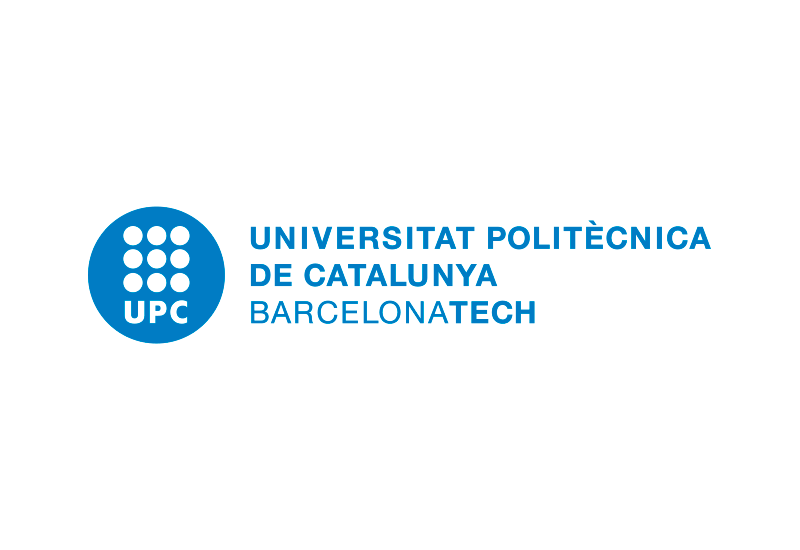 UPC
UNIVERSITAT POLITÈCNICA
DE CATALUNYA
BARCELONATECH